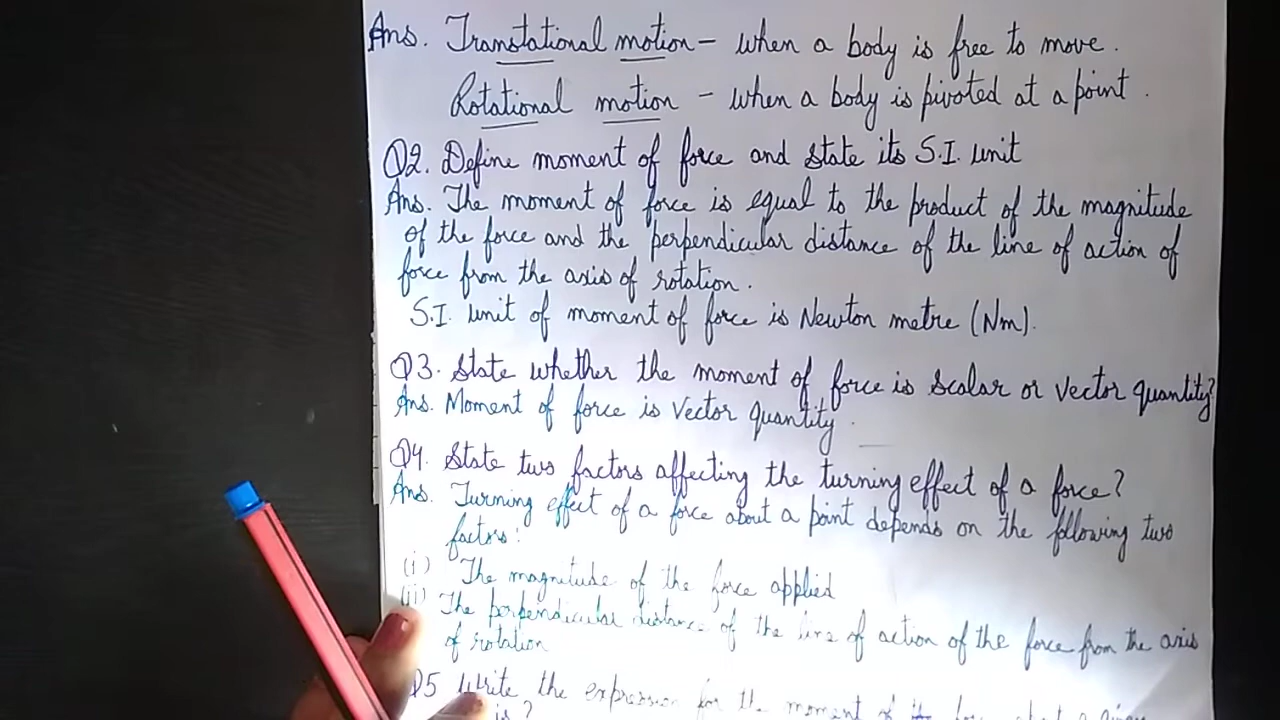 Ans. Translational motion - when a body is free to move.
Rotational motion - when a body is pivoted at a point.
Q2. Define moment of force and state its S.I. unit
Ans. The moment of force is equal to the product of the magnitude
of the force and the perpendicular distance of the line of action of
force from the axis of rotation.
S.I. unit of moment of force is Newton metre (Nm).
Q3. State whether the moment of force is scalar or vector quantity?
Ans. Moment of force is vector quantity.
Q4. State two factors affecting the turning effect of a force?
Ans. Turning effect of a force about a point depends on the following two
factors:
(i) The magnitude of the force applied
(ii) The perpendicular distance of the line of action of the force from the axis
of rotation
Q5 Write the expression for the moment of
is?